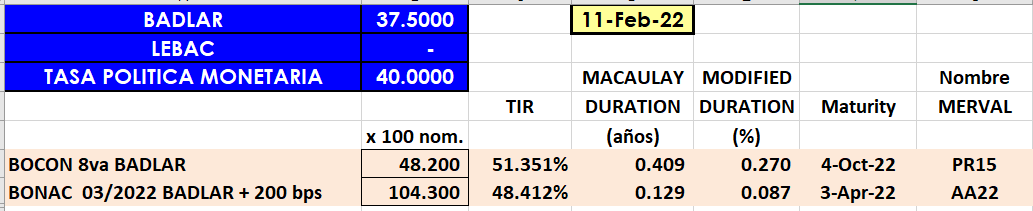 BADLAR 37.5000 11-Feb-22
LEBAC -
TASA POLITICA MONETARIA 40.0000 MACAULAY MODIFIED Nombre
TIR DURATION DURATION Maturity MERVAL
x 100 nom. (años) (%)
BOCON 8va BADLAR 48.200 51.351% 0.409 0.270 4-Oct-22 PR15
BONAC 03/2022 BADLAR + 200 bps 104.300 48.412% 0.129 0.087 3-Apr-22 AA22